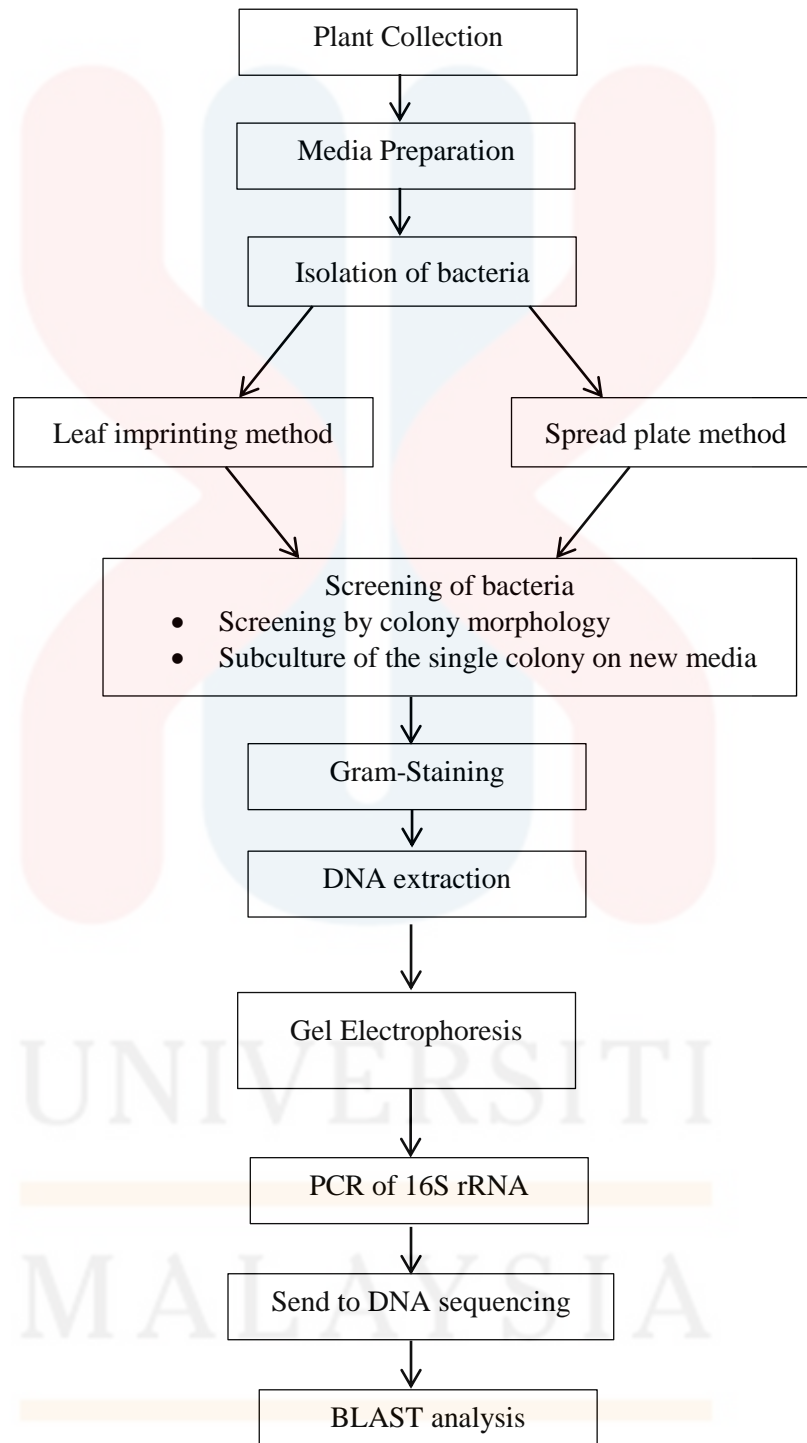 Plant Collection
Media Preparation
Isolation of bacteria
Leaf imprinting method
Spread plate method
Screening of bacteria
• Screening by colony morphology
• Subculture of the single colony on new media
Gram-Staining
DNA extraction
Gel Electrophoresis
UNIVERSITI
PCR of 16S rRNA
MALAYSIA
Send to DNA sequencing
BLAST analysis